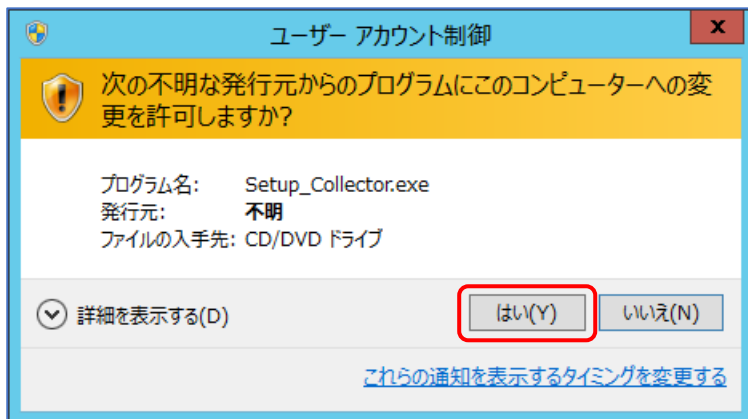 ユーザー アカウント制御
x
次の不明な発行元からのプログラムにこのコンピューターへの変
更を許可しますか?
プログラム名: Setup_Collector.exe
発行元: 不明
ファイルの入手先: CD/DVD ドライブ
詳細を表示する(D)
はい(Y)
いいえ(N)
これらの通知を表示するタイミングを変更する